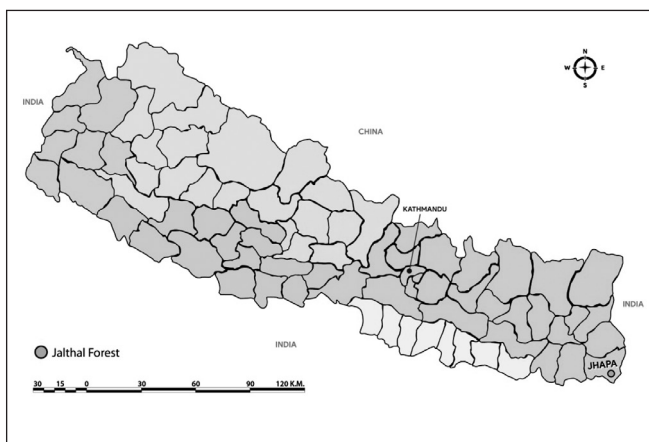 N
W E
S
INDIA
CHINA
KATHMANDU
INDIA
INDIA
Jalthal Forest
JHAPA
30 15 0 30 60 90 120 K.M.